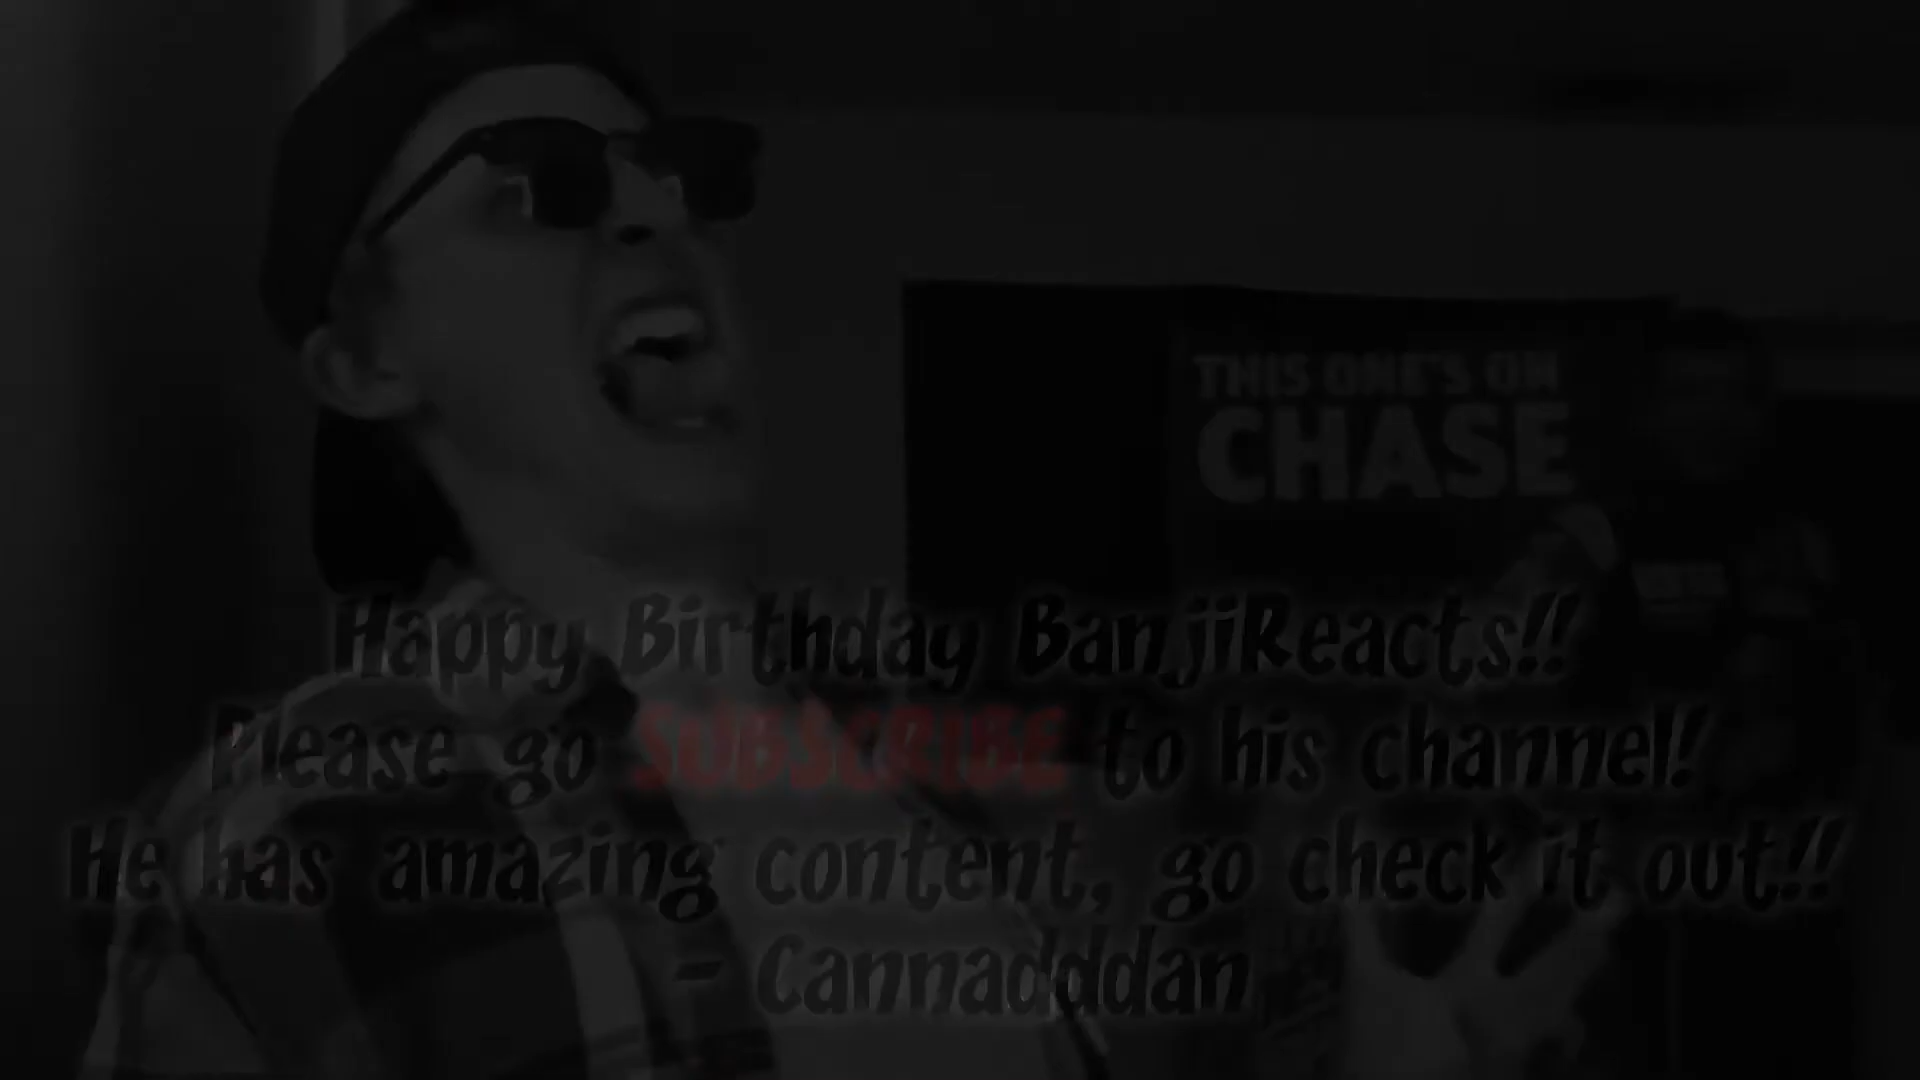 THIS ONE'S ON
CHASE
Happy Birthday BanjiReacts!!
Please go SUBSCRIBE to his channel!
He has amazing content, go check it out!!
- Cannadddan